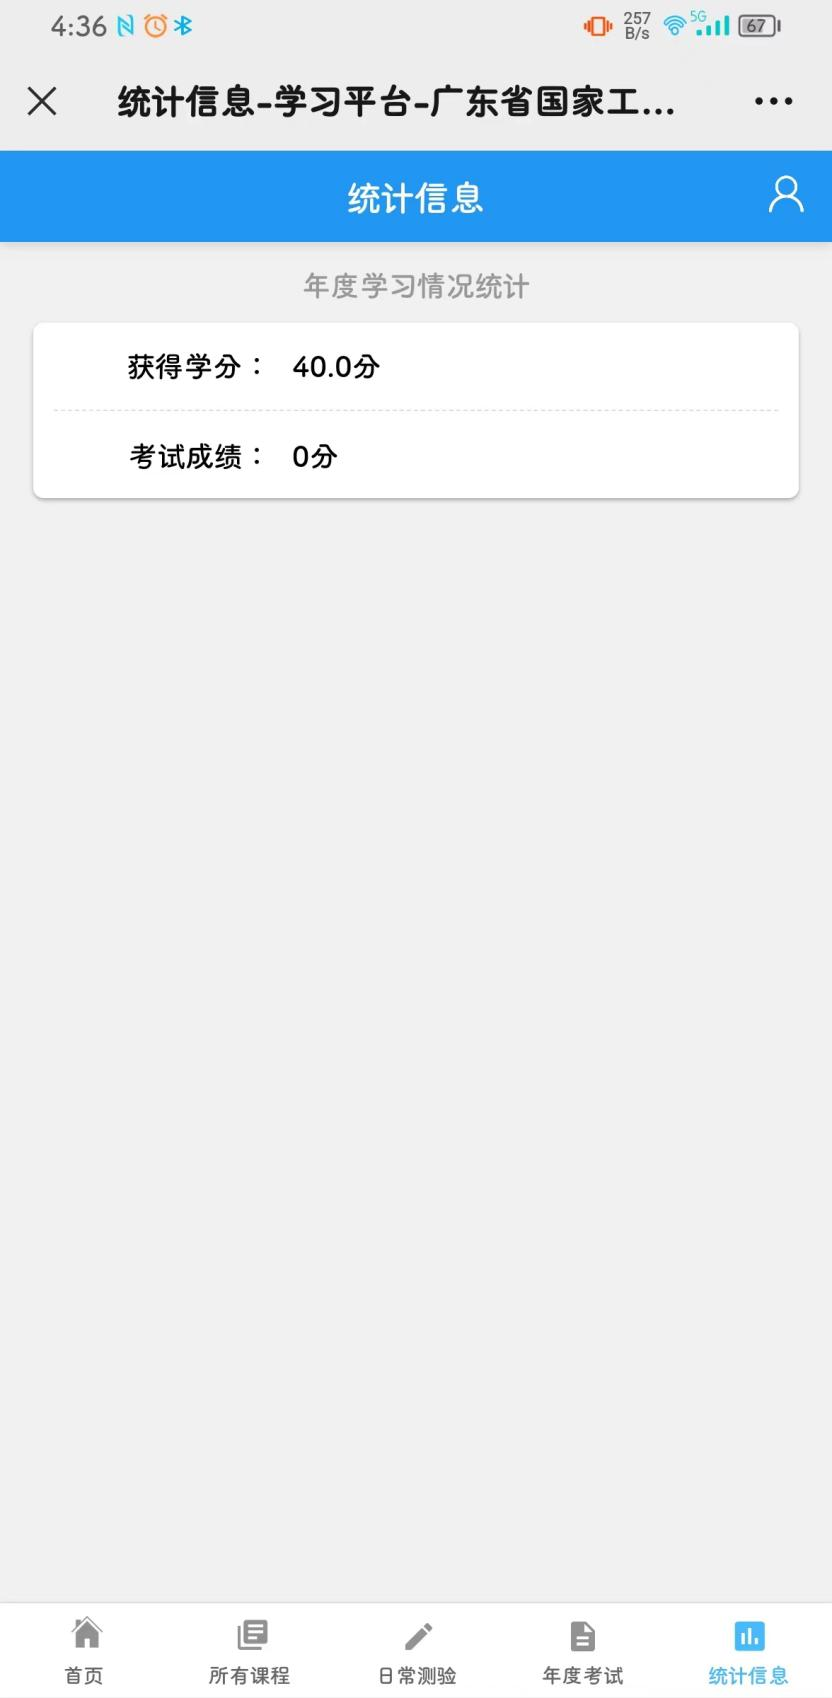 4:36
257
B/s
5G
67
统计信息-学习平台-广东省国家工...
统计信息
年度学习情况统计
获得学分： 40.0分
考试成绩： 0分
首页
所有课程
日常测验
年度考试
统计信息